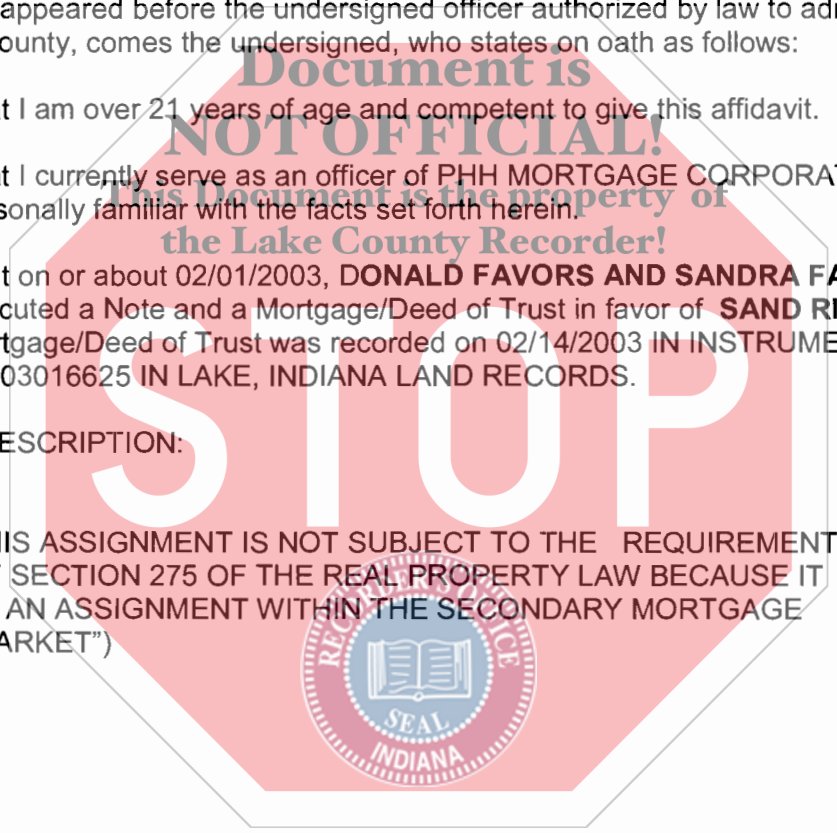 appeared before the undersigned officer authorized by law to
ounty, comes the undersigned, who states on oath as follows:
Document is
t I am over 21 years of age and competent to give this affidavit.
NOT OFFICIAL!
t I currently serve as an officer of PHH MORTGAGE CORPORA
This Document is the property of
sonally familiar with the facts set forth herein.
the Lake County Recorder!
t on or about 02/01/2003, DONALD FAVORS AND SANDRA FA
cuted a Note and a Mortgage/Deed of Trust in favor of SAND RI
tgage/Deed of Trust was recorded on 02/14/2003 IN INSTRUME
03016625 IN LAKE, INDIANA LAND RECORDS.
STOP
ESCRIPTION:
IS ASSIGNMENT IS NOT SUBJECT TO THE REQUIREMENT
SECTION 275 OF THE REAL PROPERTY LAW BECAUSE IT
AN ASSIGNMENT WITHIN THE SECONDARY MORTGAGE
ARKET")
RECORDER'S OFFICE
SEAL
INDIANA